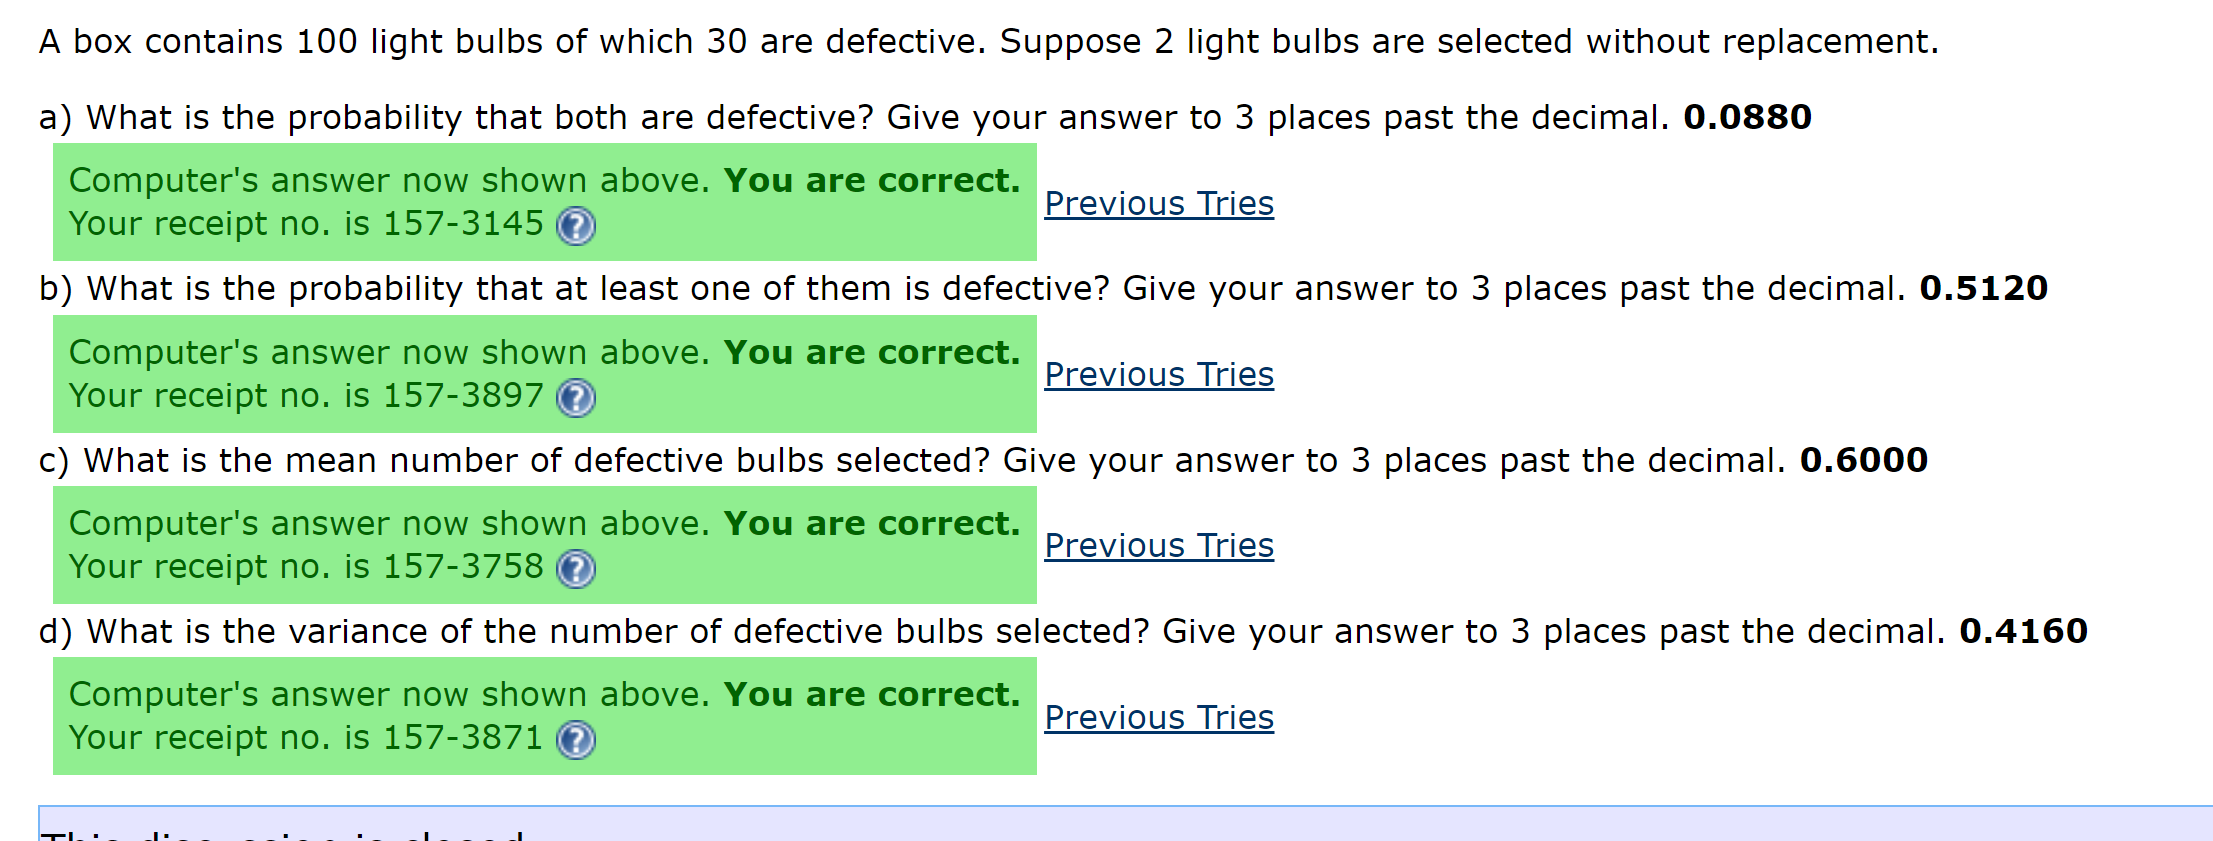 A box contains 100 light bulbs of which 30 are defective. Suppose 2 light bulbs are selected without replacement.
a) What is the probability that both are defective? Give your answer to 3 places past the decimal. 0.0880
Computer's answer now shown above. You are correct.
Your receipt no. is 157-3145 ?
Previous Tries
b) What is the probability that at least one of them is defective? Give your answer to 3 places past the decimal. 0.5120
Computer's answer now shown above. You are correct.
Your receipt no. is 157-3897 ?
Previous Tries
c) What is the mean number of defective bulbs selected? Give your answer to 3 places past the decimal. 0.6000
Computer's answer now shown above. You are correct.
Your receipt no. is 157-3758 ?
Previous Tries
d) What is the variance of the number of defective bulbs selected? Give your answer to 3 places past the decimal. 0.4160
Computer's answer now shown above. You are correct.
Your receipt no. is 157-3871 ?
Previous Tries
This discussion is closed